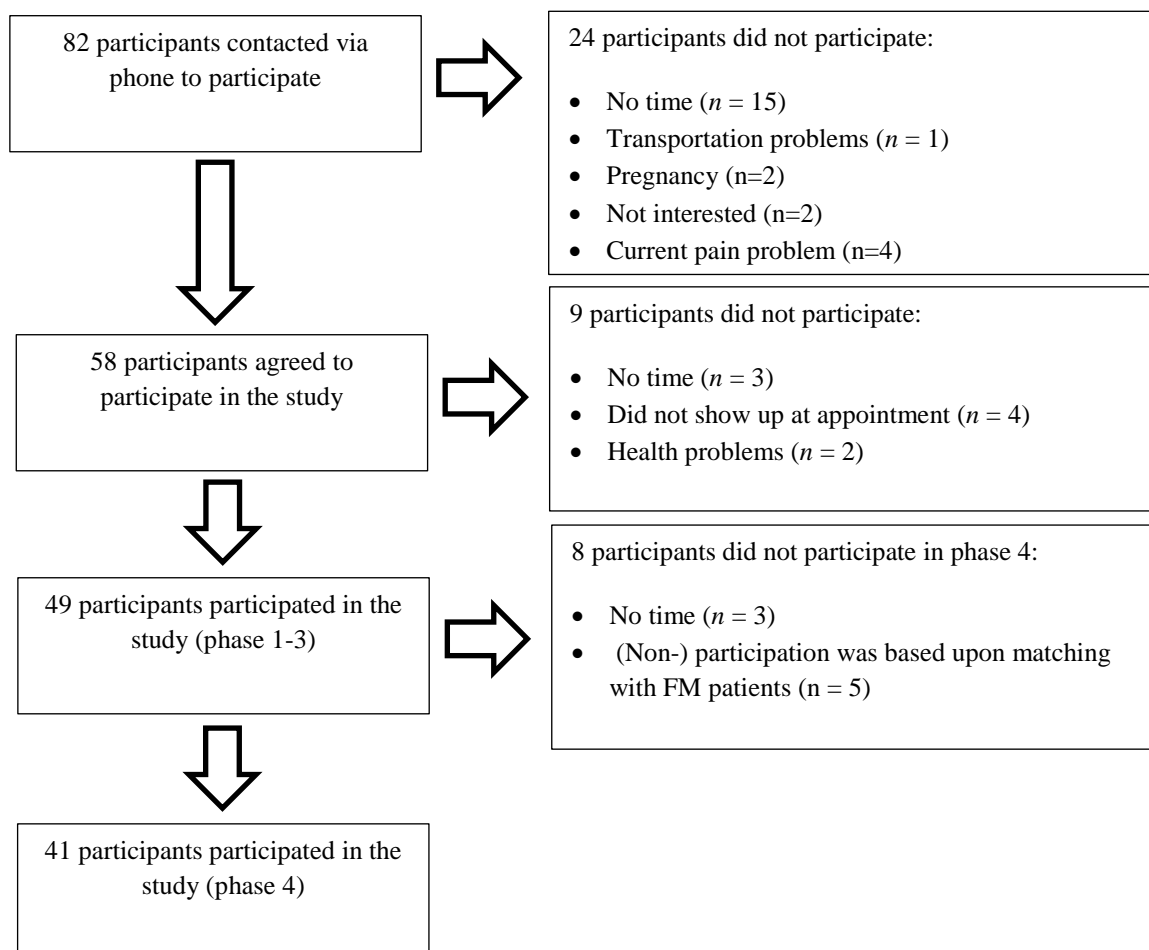 82 participants contacted via
phone to participate
24 participants did not participate:
• No time (n = 15)
• Transportation problems (n = 1)
• Pregnancy (n=2)
• Not interested (n=2)
• Current pain problem (n=4)
58 participants agreed to
participate in the study
9 participants did not participate:
• No time (n = 3)
• Did not show up at appointment (n = 4)
• Health problems (n = 2)
49 participants participated in the
study (phase 1-3)
8 participants did not participate in phase 4:
• No time (n = 3)
• (Non-) participation was based upon matching
with FM patients (n = 5)
41 participants participated in the
study (phase 4)